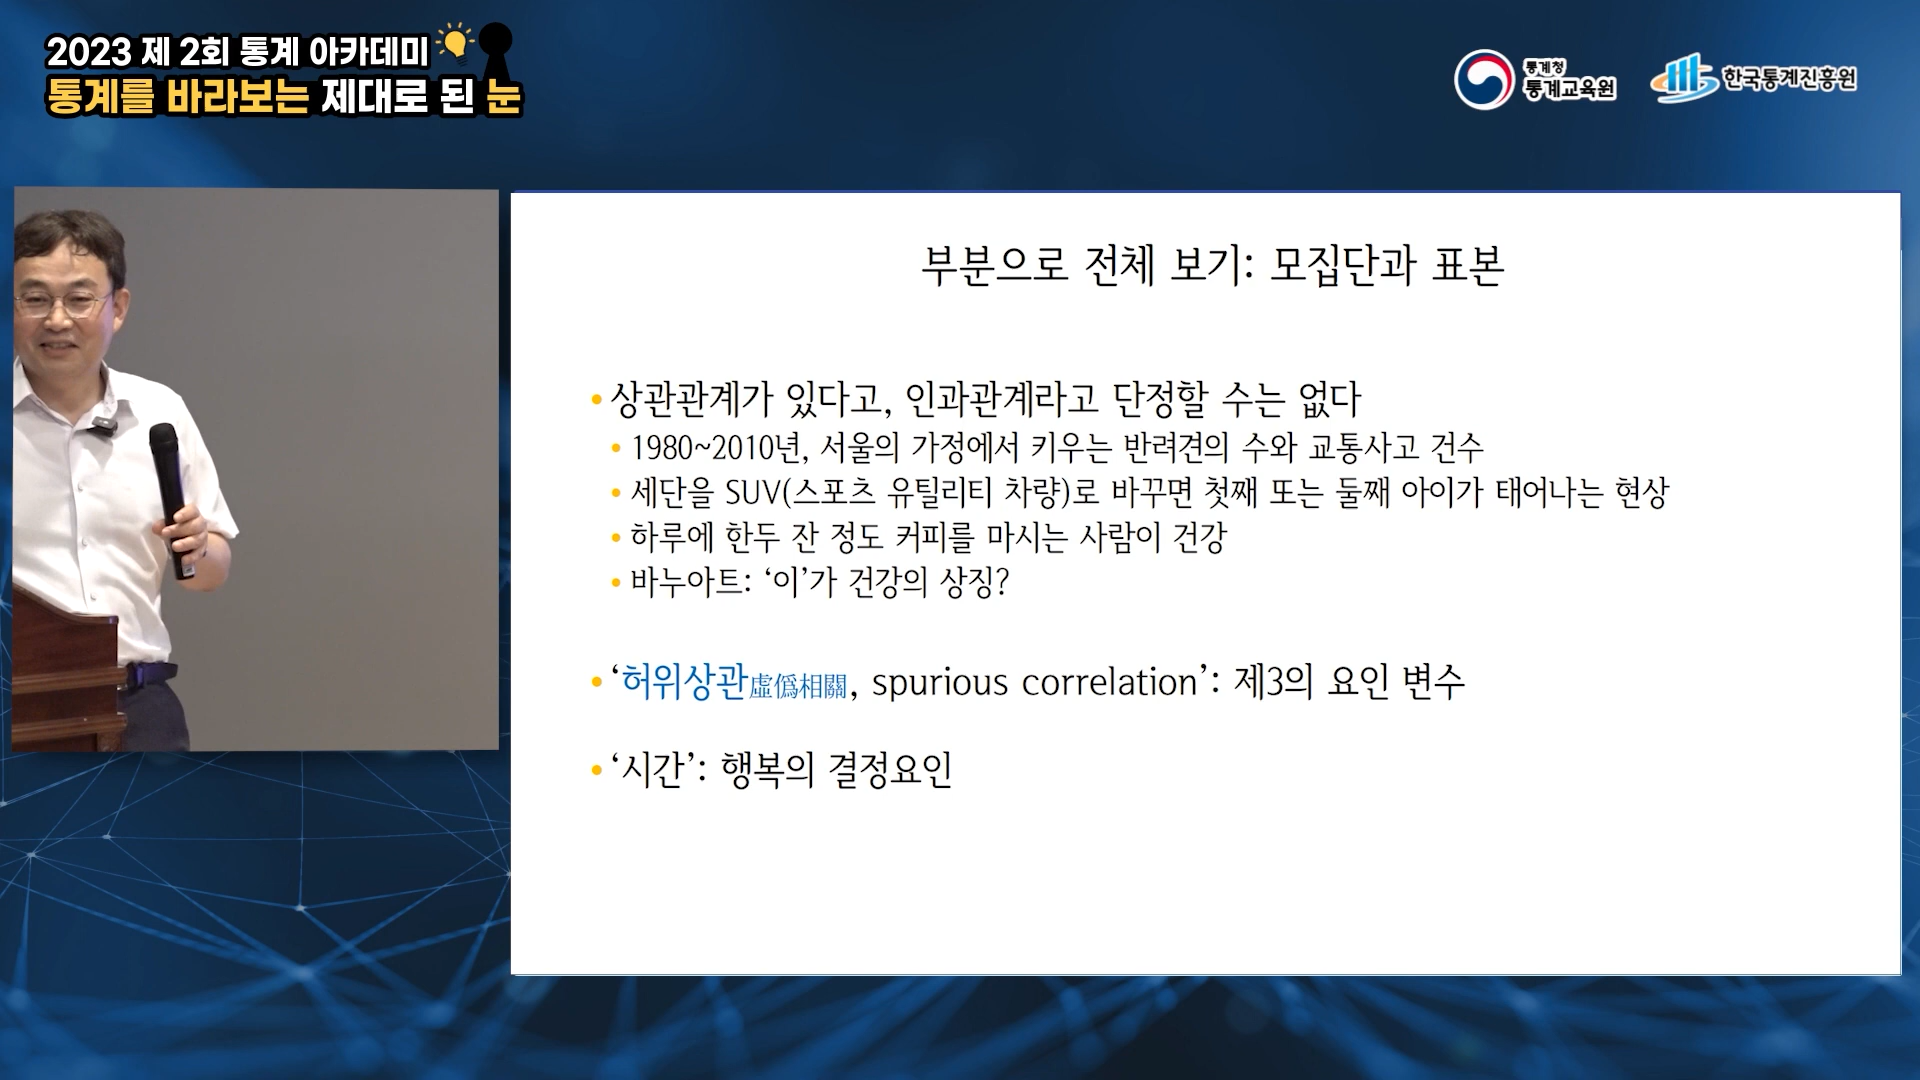 2023 제 2회 통계 아카데미
통계를 바라보는 제대로 된 눈
통계청
통계교육원
한국통계진흥원
부분으로 전체 보기: 모집단과 표본
• 상관관계가 있다고, 인과관계라고 단정할 수는 없다
• 1980~2010년, 서울의 가정에서 키우는 반려견의 수와 교통사고 건수
• 세단을 SUV(스포츠 유틸리티 차량)로 바꾸면 첫째 또는 둘째 아이가 태어나는 현상
• 하루에 한두 잔 정도 커피를 마시는 사람이 건강
• 바누아트: ‘이’가 건강의 상징?
• ‘허위상관虛僞相關, spurious correlation’: 제3의 요인 변수
• ‘시간’: 행복의 결정요인